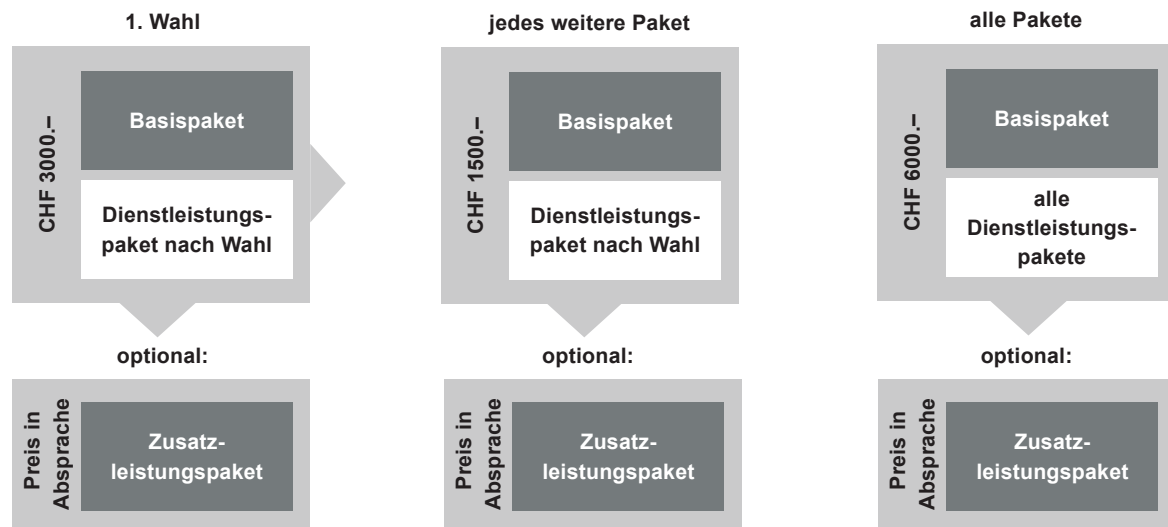 1. Wahl
CHF 3000.–
Basispaket
Dienstleistungs-
paket nach Wahl
optional:
Preis in
Absprache
Zusatz-
leistungspaket
jedes weitere Paket
CHF 1500.–
Basispaket
Dienstleistungs-
paket nach Wahl
optional:
Preis in
Absprache
Zusatz-
leistungspaket
alle Pakete
CHF 6000.–
Basispaket
alle
Dienstleistungs-
pakete
optional:
Preis in
Absprache
Zusatz-
leistungspaket